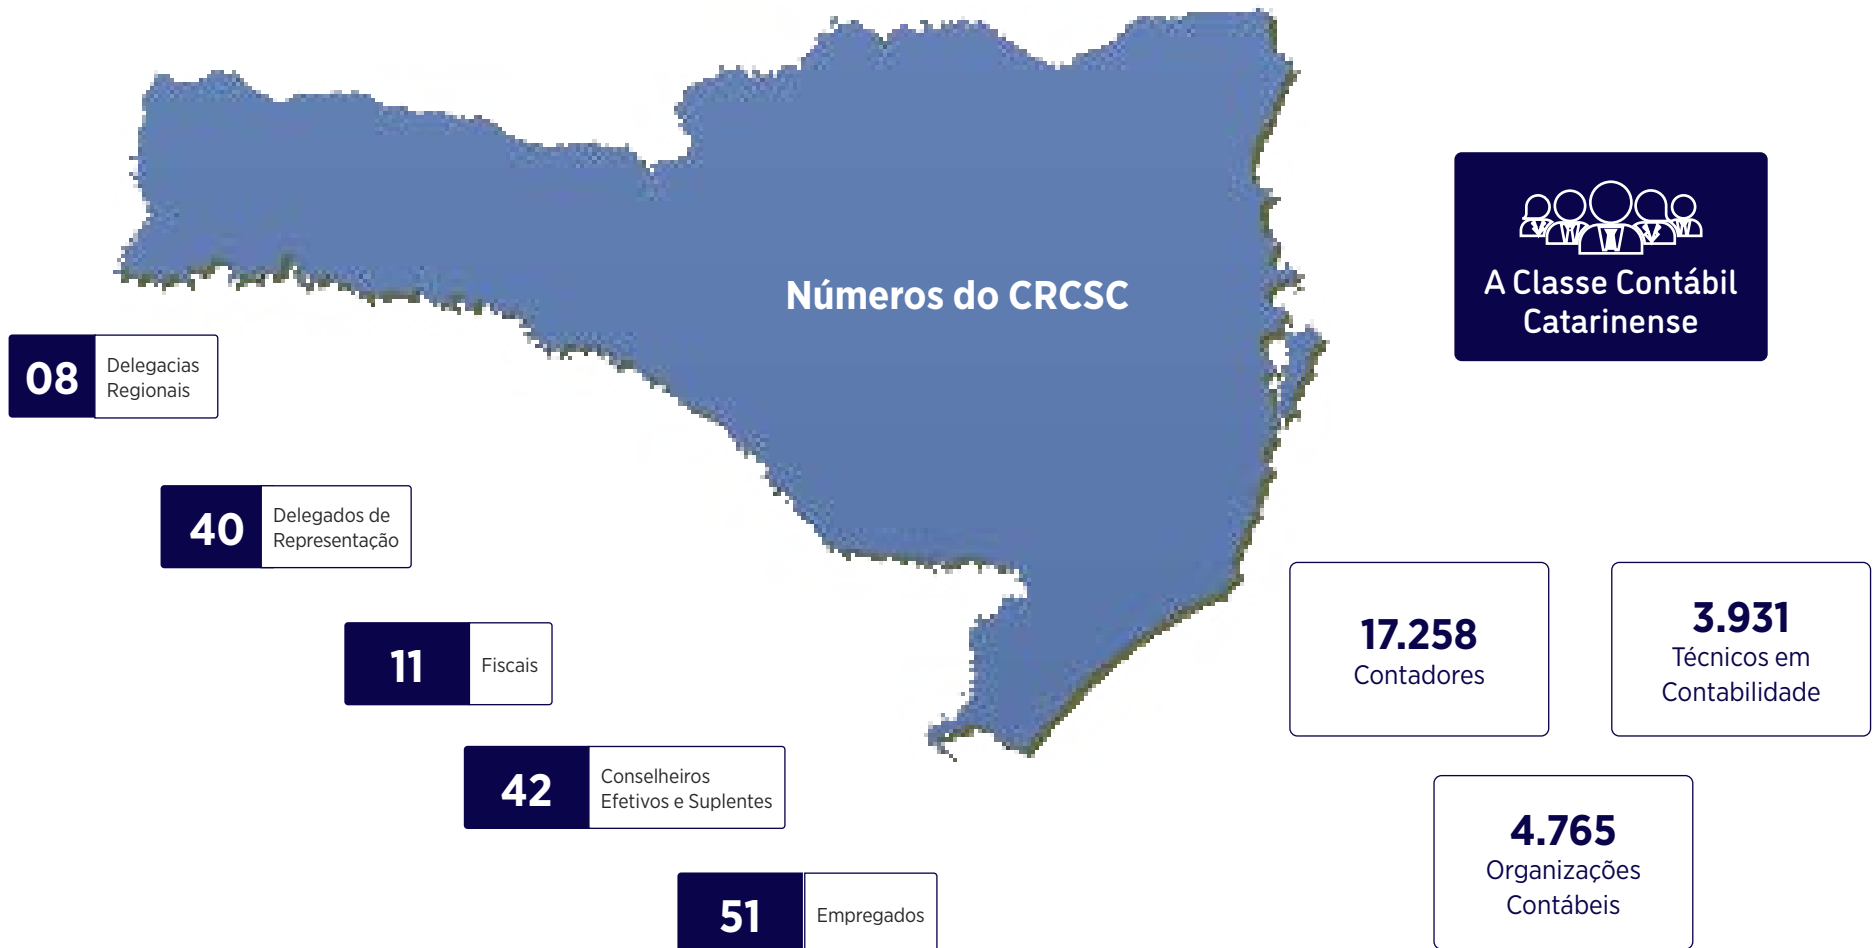 Números do CRCSC
A Classe Contábil
Catarinense
08
Delegacias
Regionais
40
Delegados de
Representação
11
Fiscais
42
Conselheiros
Efetivos e Suplentes
51
Empregados
17.258
Contadores
3.931
Técnicos em
Contabilidade
4.765
Organizações
Contábeis